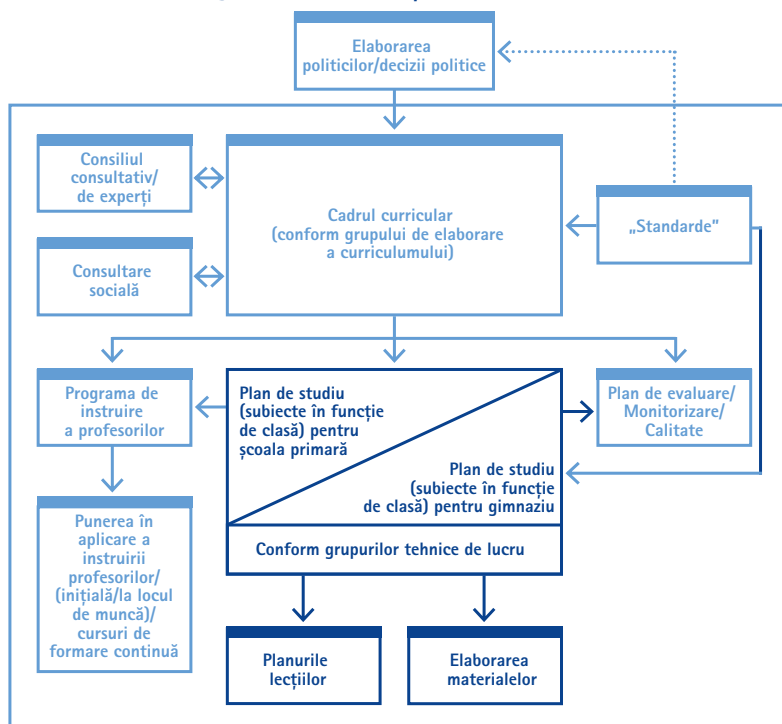 Elaborarea
politicilor/decizii politice
Consiliul
consultativ/
de experți
Cadrul curricular
(conform grupului de elaborare
a curriculumului)
„Standarde”
Consultare
socială
Programa de
instruire
a profesorilor
Plan de studiu
(subiecte în funcție
de clasă) pentru
școala primară
Plan de studiu
(subiecte în funcție
de clasă) pentru gimnaziu
Plan de evaluare/
Monitorizare/
Calitate
Conform grupurilor tehnice de lucru
Punerea în
aplicare a
instruirii
profesorilor/
(inițială/la locul
de muncă)/
cursuri de
formare continuă
Planurile
lecțiilor
Elaborarea
materialelor